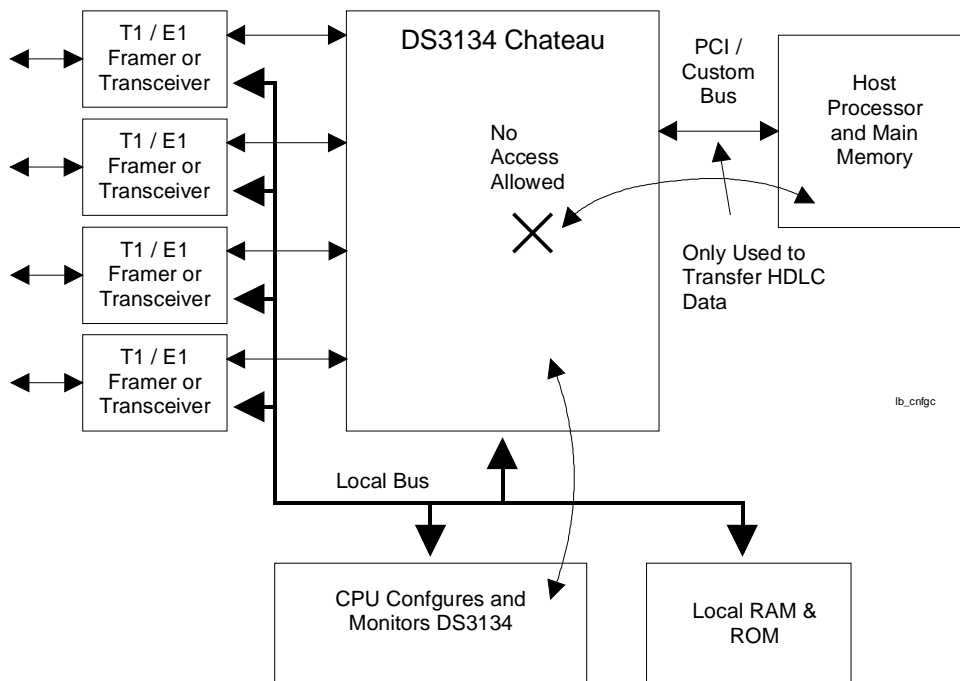 T1 / E1
Framer or
Transceiver
T1 / E1
Framer or
Transceiver
T1 / E1
Framer or
Transceiver
T1 / E1
Framer or
Transceiver
DS3134 Chateau
No
Access
Allowed
PCI /
Custom
Bus
Host
Processor
and Main
Memory
Only Used to
Transfer HDLC
Data
lb_cnfgc
Local Bus
CPU Confgures and
Monitors DS3134
Local RAM &
ROM